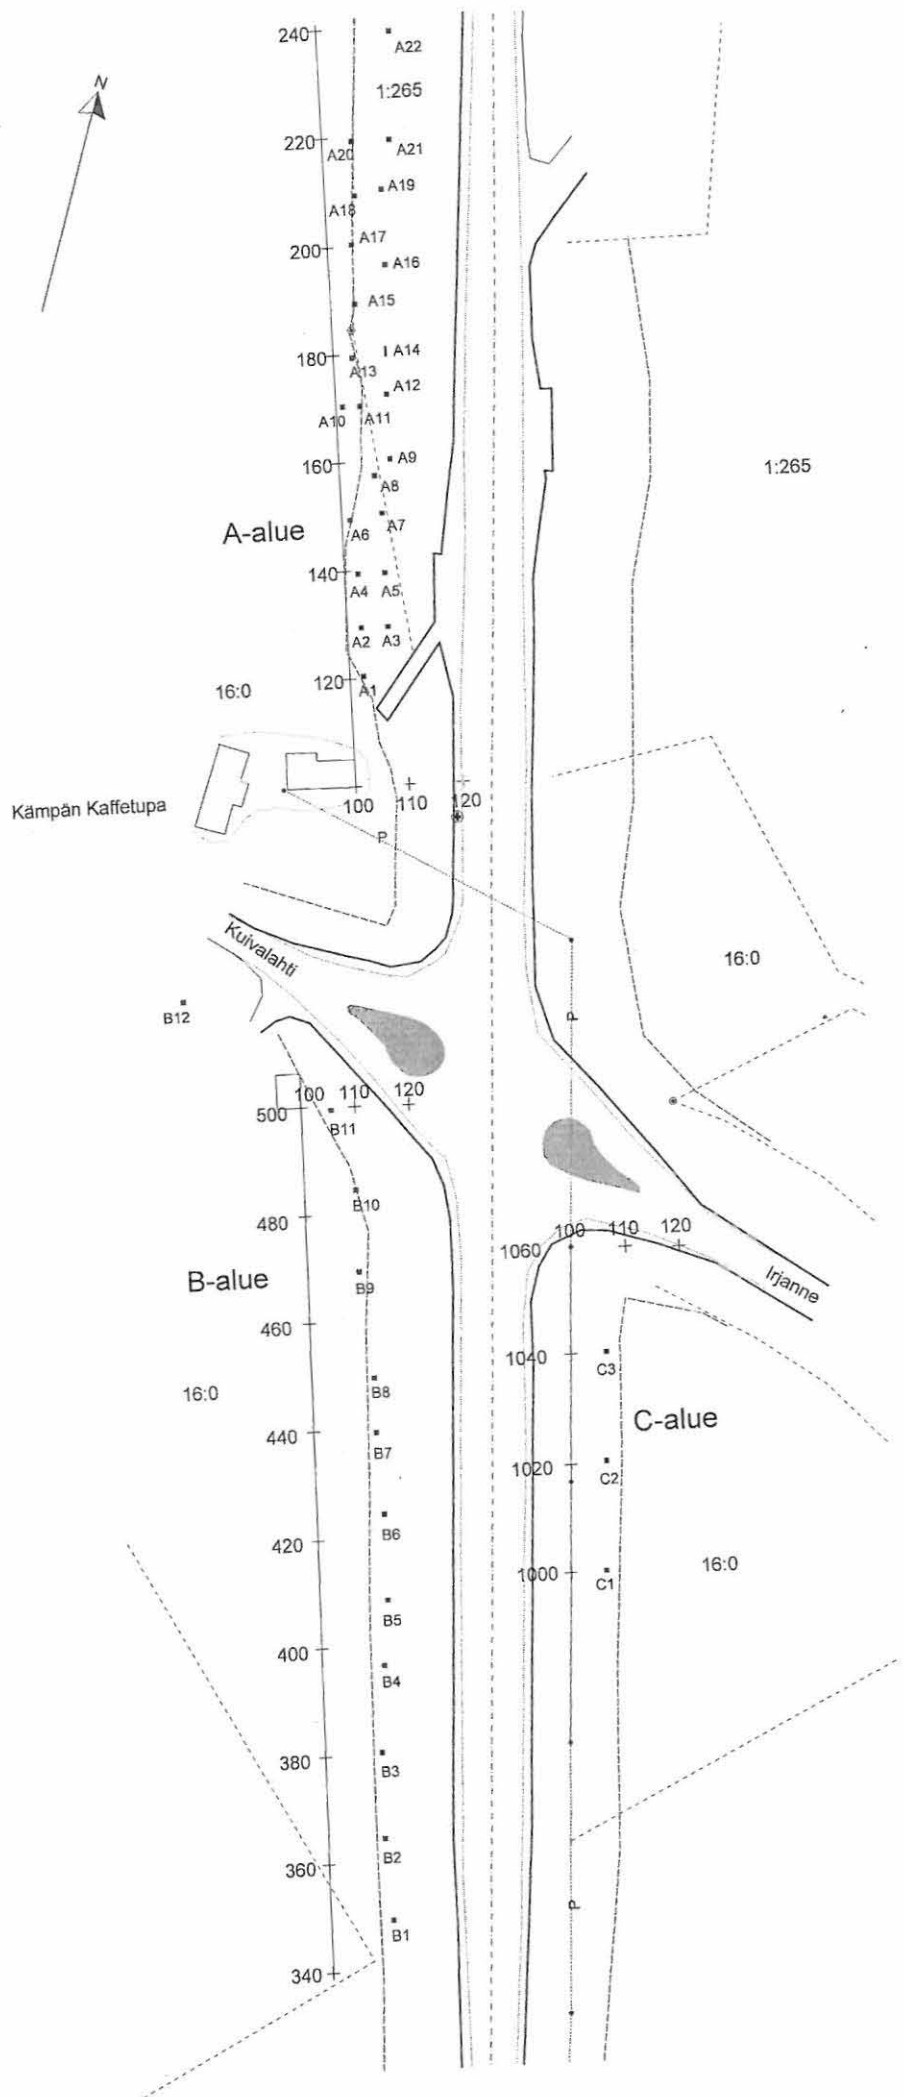 240
A22
N
1:265
220
A20
A21
A19
A18
A17
200
A16
A15
180
A14
A13
A12
A10
A11
160
A9
A8
1:265
A-alue
A6
A7
140
A4
A5
A2
A3
120
A1
16:0
Kämpän Kaffetupa
100
110
120
P
Kuivalahti
16:0
B12
P
100
110
120
500
B11
B10
480
100
110
120
1060
B-alue
B9
Irjanne
460
1040
C3
16:0
B8
C-alue
440
B7
1020
C2
B6
420
16:0
1000
C1
B5
400
B4
380
B3
B2
360
P
B1
340